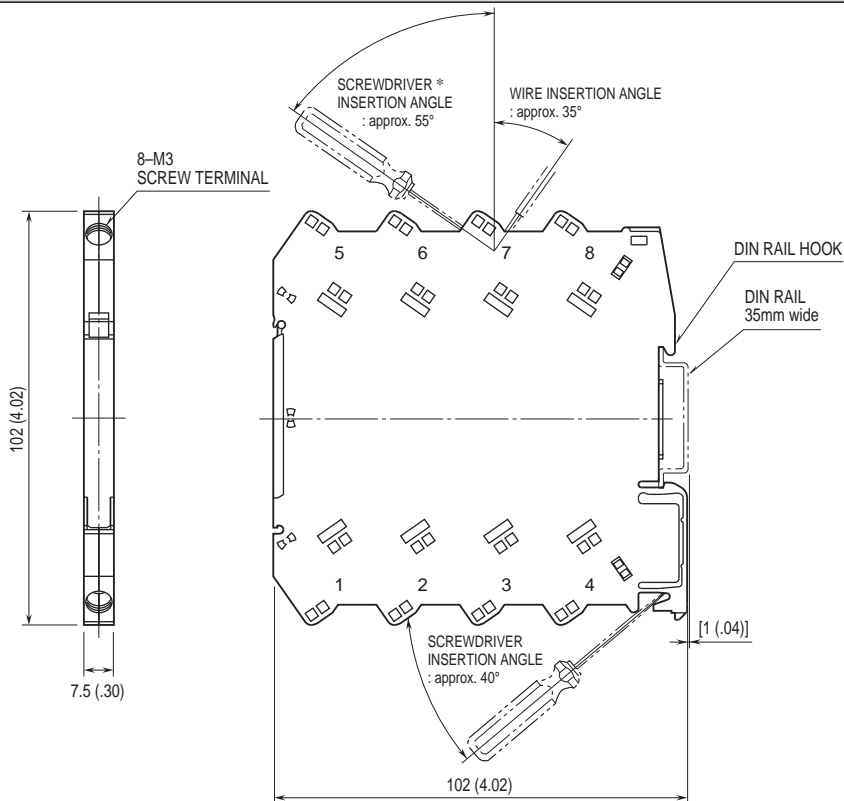 SCREWDRIVER *
INSERTION ANGLE
: approx. 55°
WIRE INSERTION ANGLE
: approx. 35°
8–M3
SCREW TERMINAL
5 6 7 8
DIN RAIL HOOK
DIN RAIL
35mm wide
102 (4.02)
1 2 3 4
[1 (.04)]
SCREWDRIVER
INSERTION ANGLE
: approx. 40°
7.5 (.30)
102 (4.02)